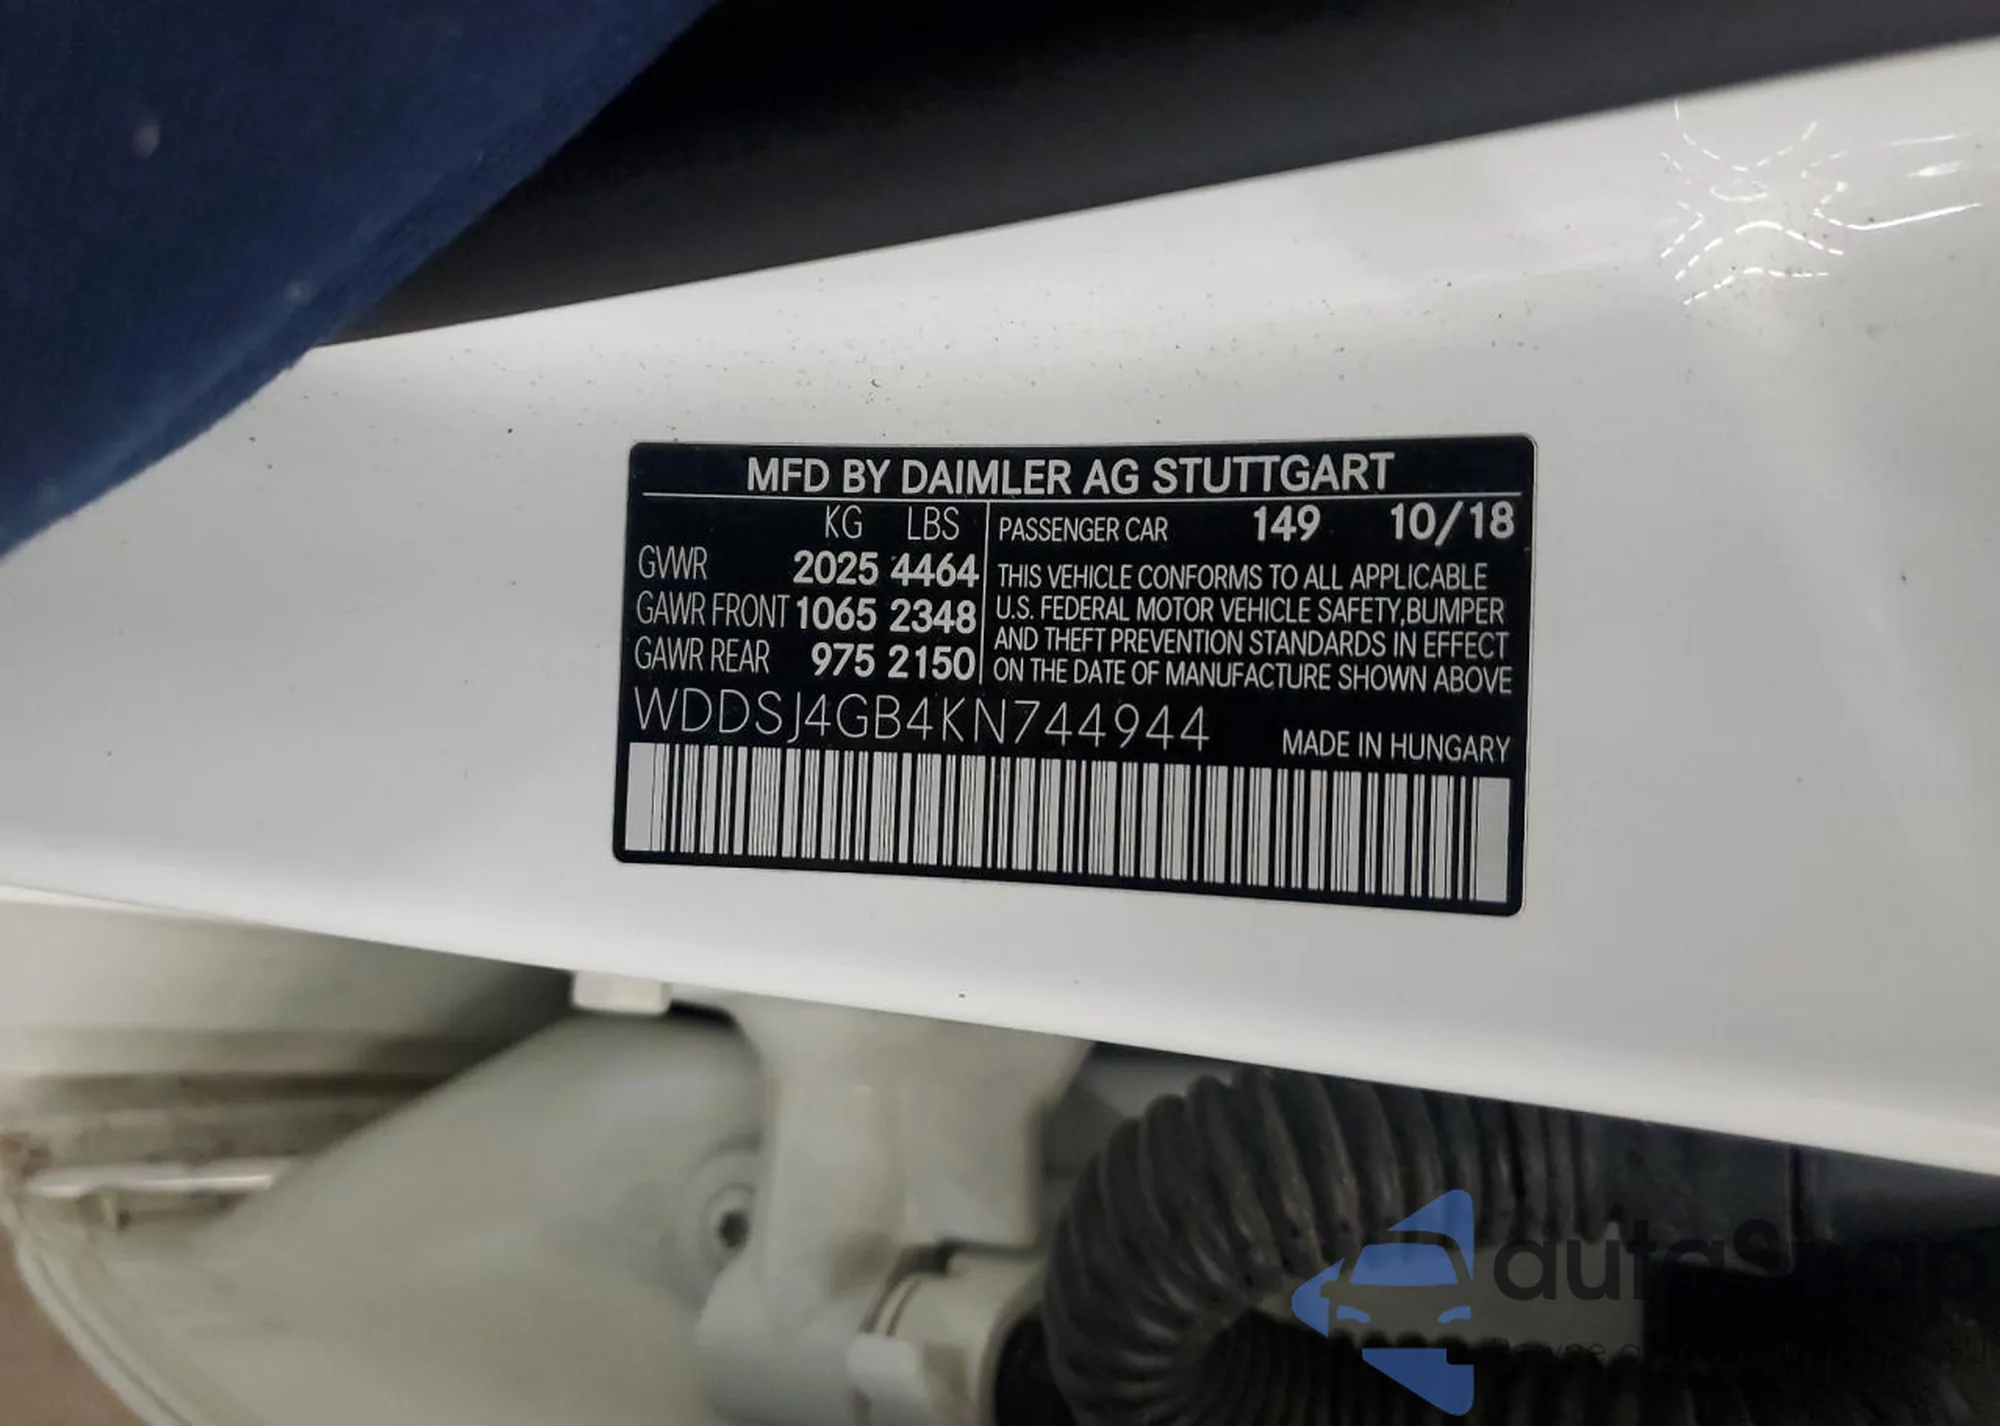 MFD BY DAIMLER AG STUTTGART
KG LBS
GVWR 2025 4464
GAWR FRONT 1065 2348
GAWR REAR 975 2150
PASSENGER CAR 149 10/18
THIS VEHICLE CONFORMS TO ALL APPLICABLE
U.S. FEDERAL MOTOR VEHICLE SAFETY,BUMPER
AND THEFT PREVENTION STANDARDS IN EFFECT
ON THE DATE OF MANUFACTURE SHOWN ABOVE
WDDSJ4GB4KN744944
MADE IN HUNGARY